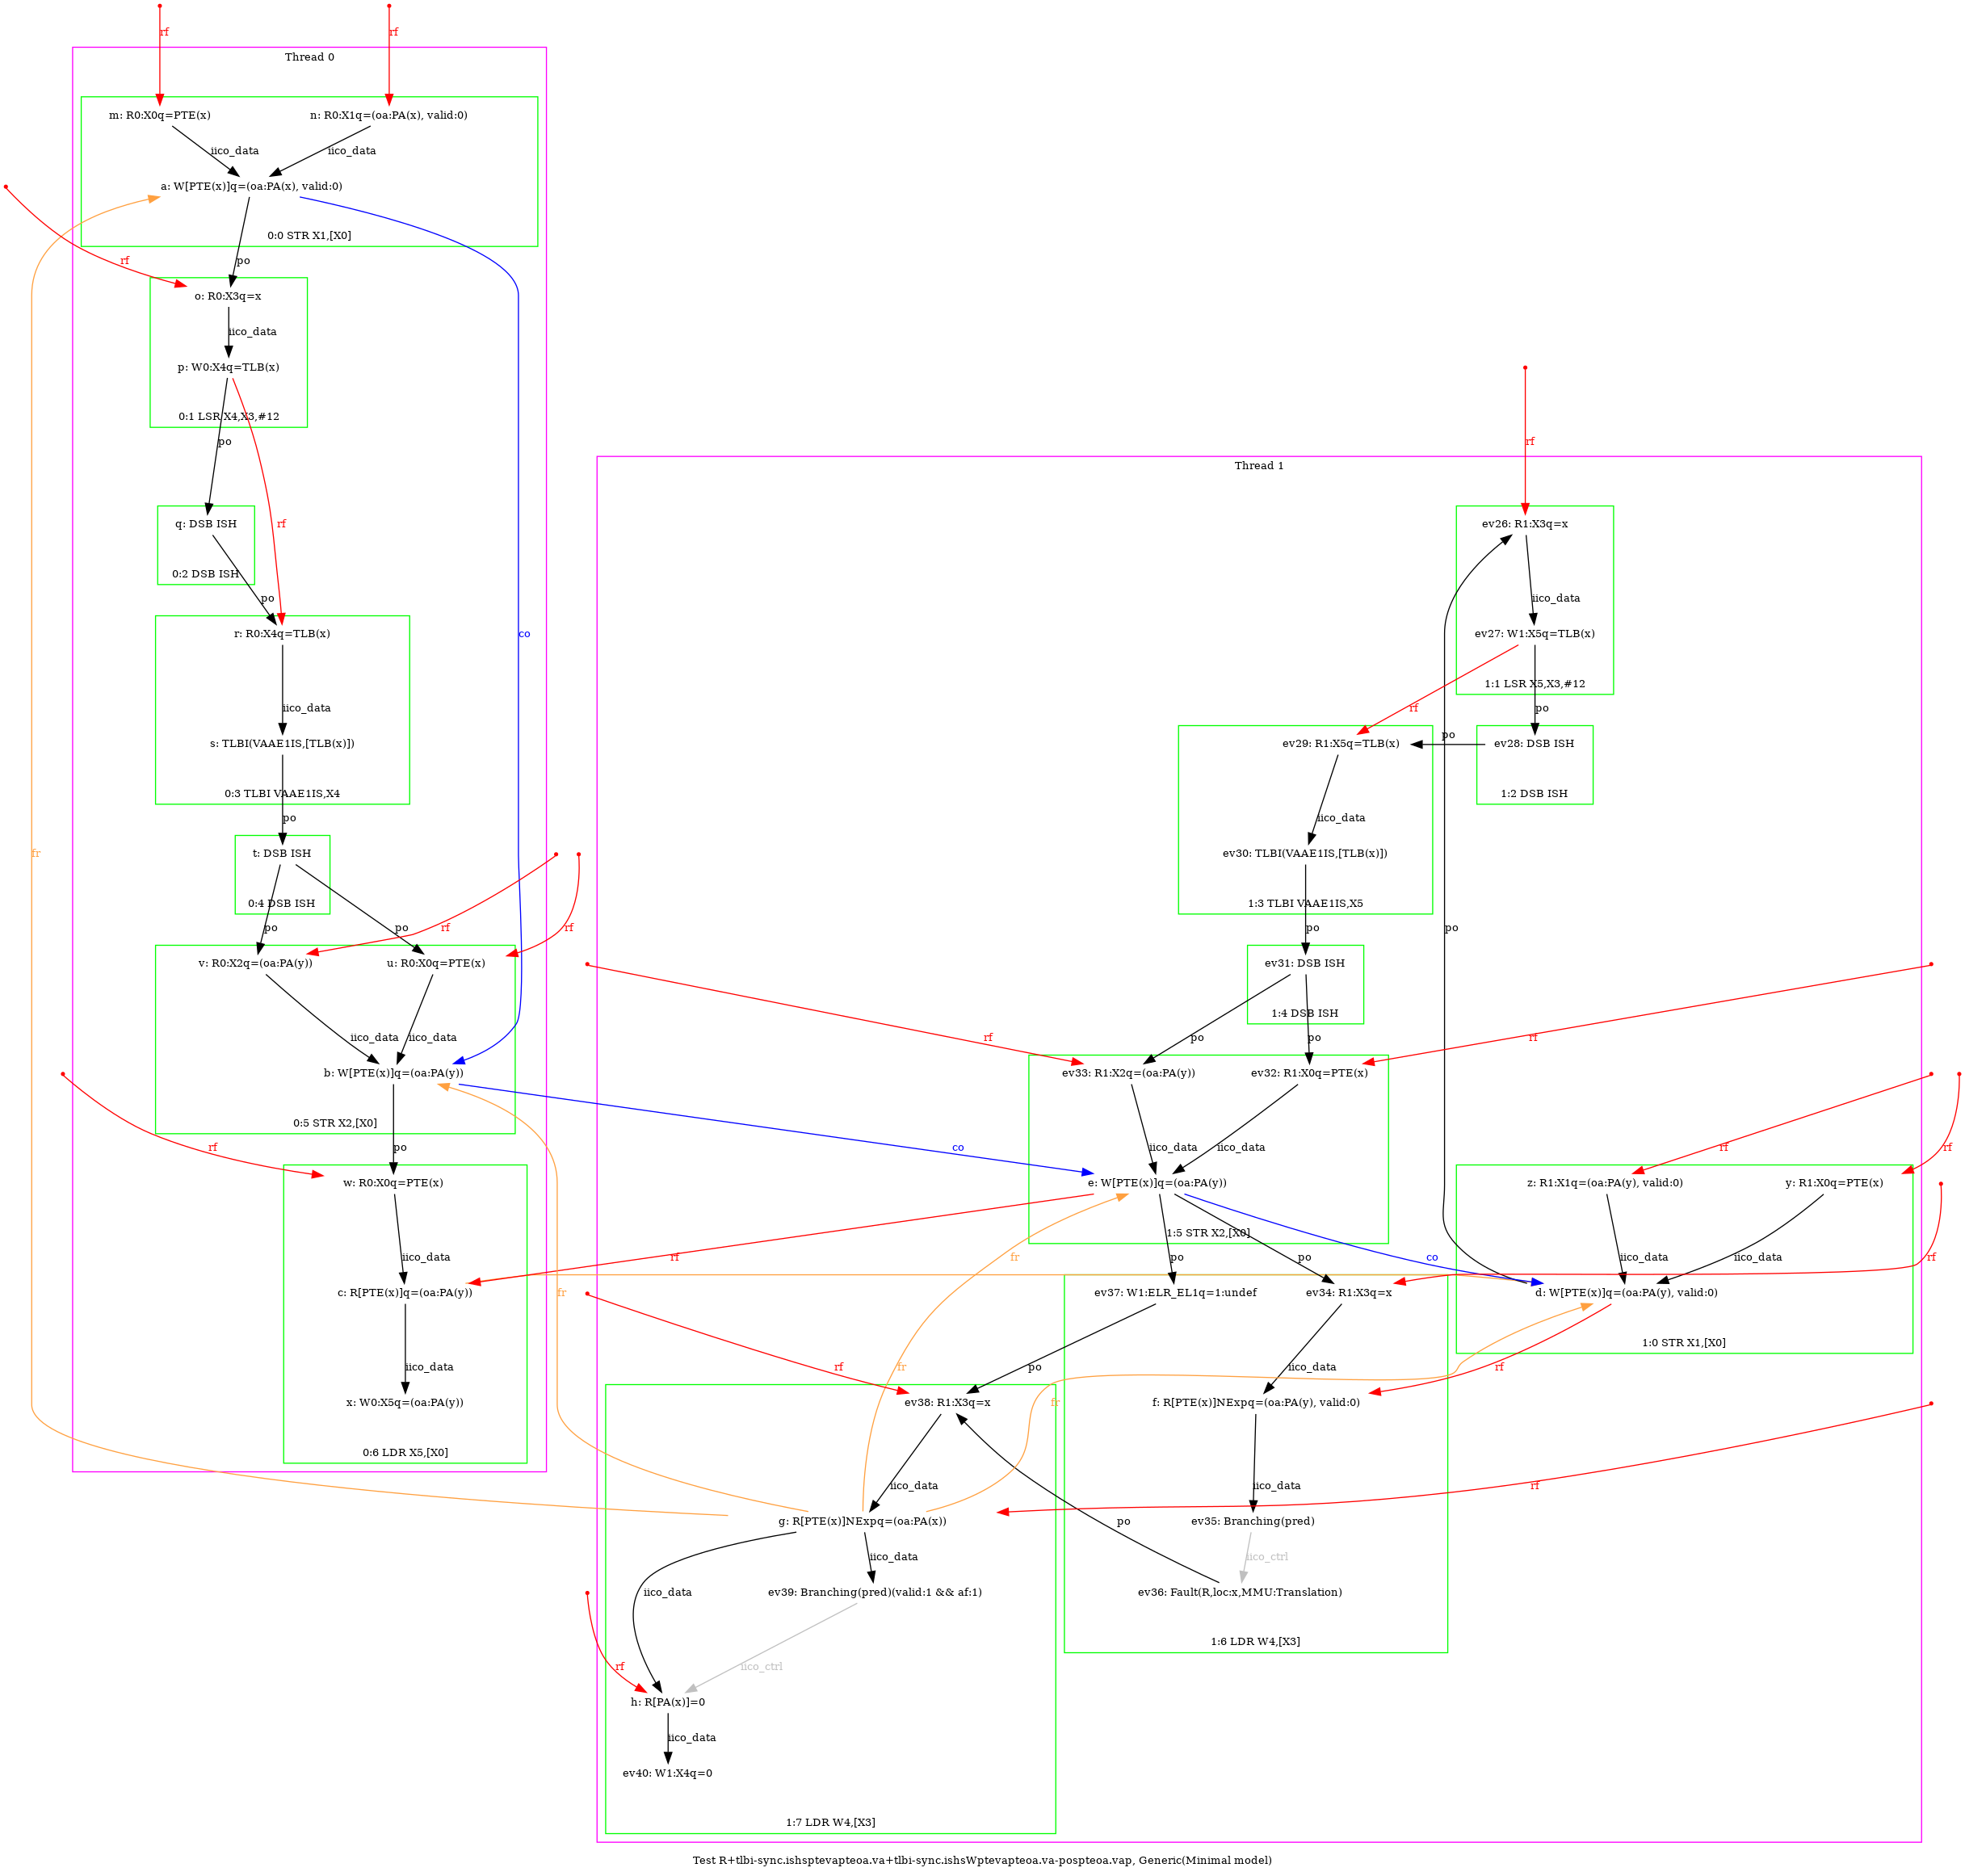 rf
rf
Thread 0
m: R0:X0q=PTE(x)
n: R0:X1q=(oa:PA(x), valid:0)
iico_data
iico_data
a: W[PTE(x)]q=(oa:PA(x), valid:0)
0:0 STR X1,[X0]
rf
po
o: R0:X3q=x
iico_data
p: W0:X4q=TLB(x)
0:1 LSR X4,X3,#12
po
rf
Thread 1
q: DSB ISH
rf
0:2 DSB ISH
po
co
r: R0:X4q=TLB(x)
iico_data
s: TLBI(VAAE1IS,[TLB(x)])
0:3 TLBI VAAE1IS,X4
po
fr
t: DSB ISH
0:4 DSB ISH
po
po
rf
rf
v: R0:X2q=(oa:PA(y))
u: R0:X0q=PTE(x)
iico_data
iico_data
b: W[PTE(x)]q=(oa:PA(y))
0:5 STR X2,[X0]
rf
po
co
w: R0:X0q=PTE(x)
iico_data
rf
c: R[PTE(x)]q=(oa:PA(y))
fr
iico_data
x: W0:X5q=(oa:PA(y))
0:6 LDR X5,[X0]
ev26: R1:X3q=x
iico_data
ev27: W1:X5q=TLB(x)
1:1 LSR X5,X3,#12
rf
po
ev29: R1:X5q=TLB(x)
po
ev28: DSB ISH
1:2 DSB ISH
iico_data
ev30: TLBI(VAAE1IS,[TLB(x)])
1:3 TLBI VAAE1IS,X5
po
po
ev31: DSB ISH
1:4 DSB ISH
rf
po
po
rf
ev33: R1:X2q=(oa:PA(y))
ev32: R1:X0q=PTE(x)
iico_data
iico_data
rf
rf
e: W[PTE(x)]q=(oa:PA(y))
z: R1:X1q=(oa:PA(y), valid:0)
y: R1:X0q=PTE(x)
1:5 STR X2,[X0]
fr
po
po
co
iico_data
iico_data
rf
ev37: W1:ELR_EL1q=1:undef
ev34: R1:X3q=x
d: W[PTE(x)]q=(oa:PA(y), valid:0)
1:0 STR X1,[X0]
rf
fr
po
iico_data
rf
ev38: R1:X3q=x
fr
f: R[PTE(x)]NExpq=(oa:PA(y), valid:0)
iico_data
iico_data
rf
g: R[PTE(x)]NExpq=(oa:PA(x))
po
ev35: Branching(pred)
iico_data
iico_data
iico_ctrl
ev39: Branching(pred)(valid:1 && af:1)
ev36: Fault(R,loc:x,MMU:Translation)
1:6 LDR W4,[X3]
rf
iico_ctrl
h: R[PA(x)]=0
iico_data
ev40: W1:X4q=0
1:7 LDR W4,[X3]
Test R+tlbi-sync.ishsptevapteoa.va+tlbi-sync.ishsWptevapteoa.va-pospteoa.vap, Generic(Minimal model)